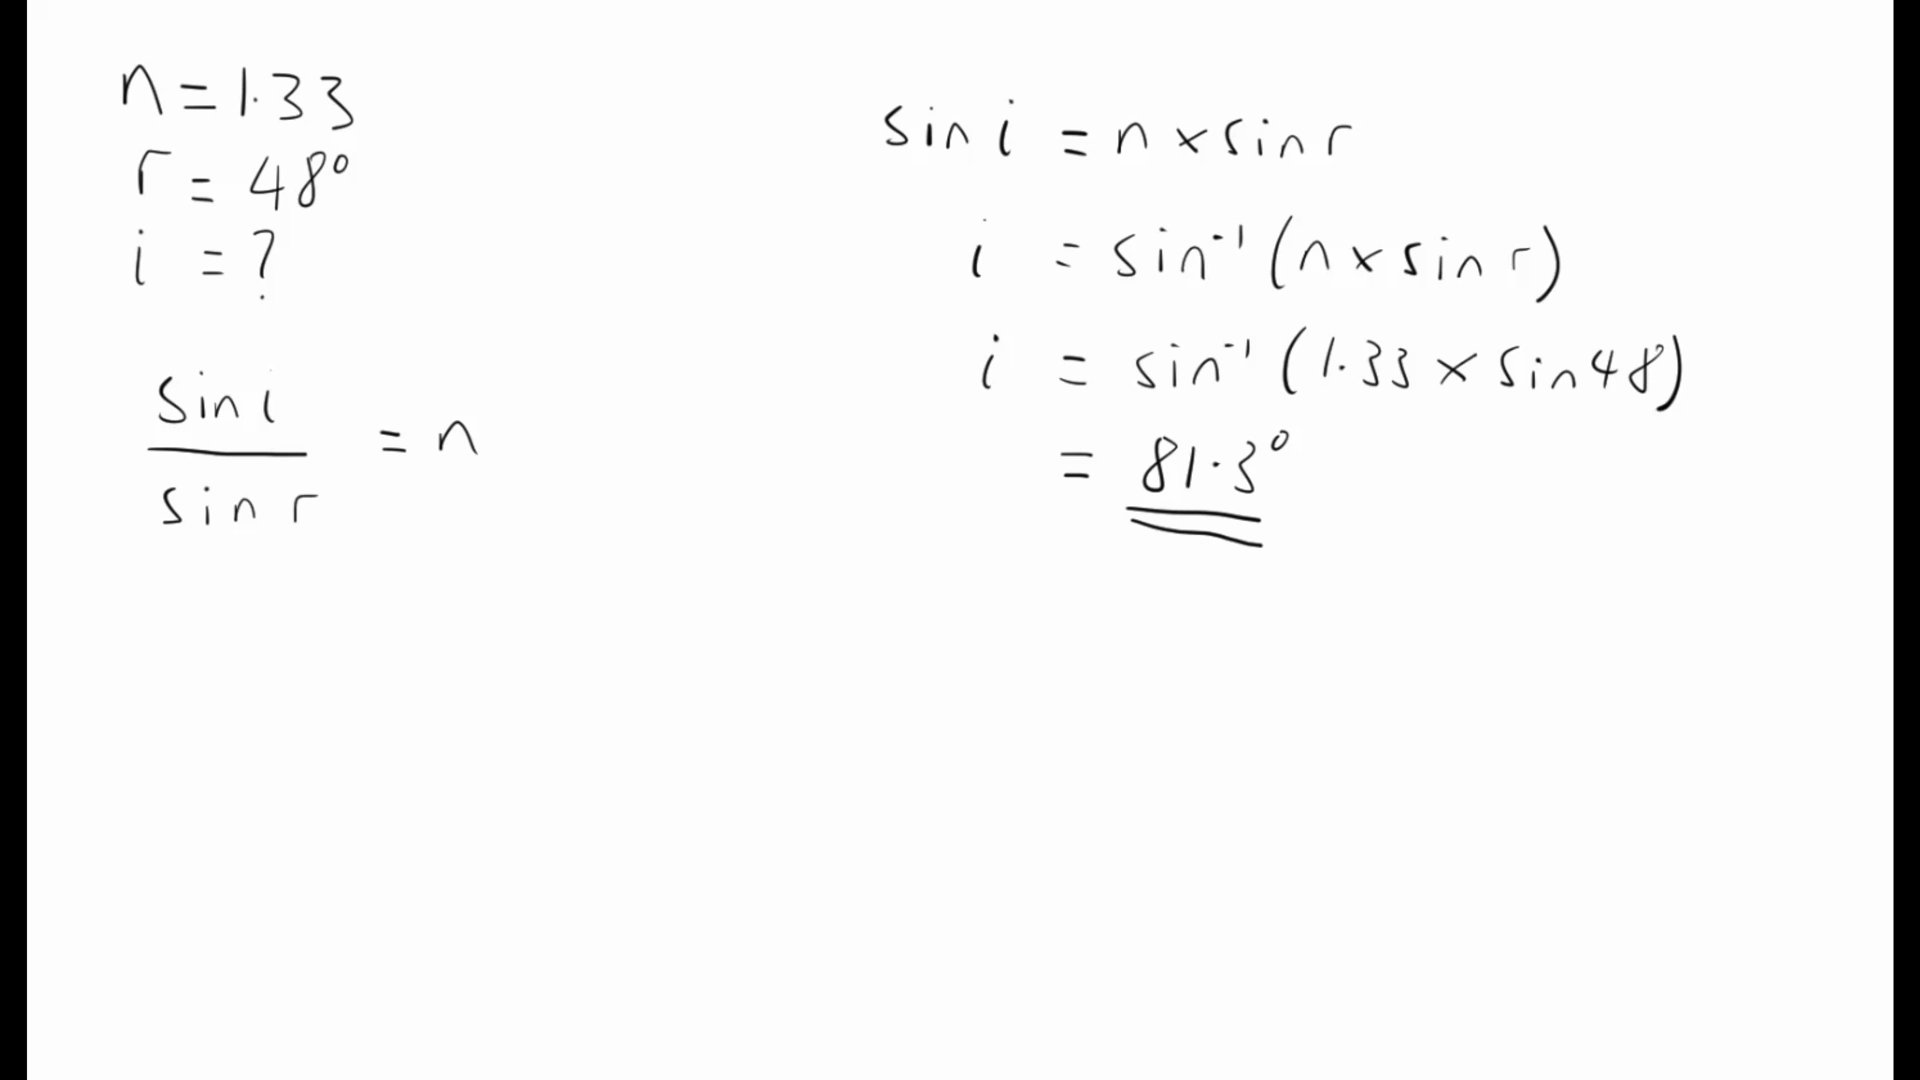 n = 1.33
r = 48°
i = ?
sin i
= n
sin r
sin i = n × sin r
i = sin⁻¹ (n × sin r)
i = sin⁻¹ (1.33 × sin 48)
= 81.3°